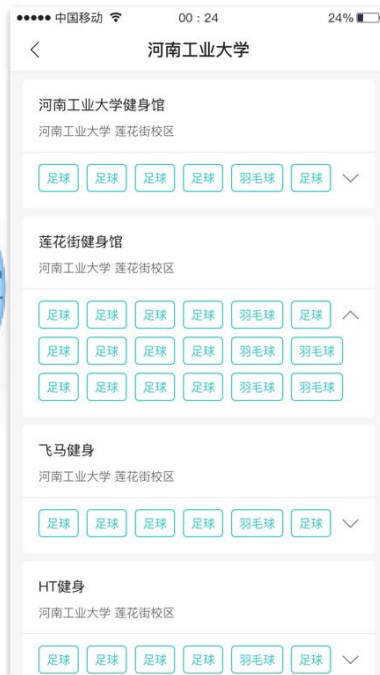 中国移动 00：24 24%
河南工业大学
河南工业大学健身馆
河南工业大学 莲花街校区
足球 足球 足球 足球 羽毛球 足球
莲花街健身馆
河南工业大学 莲花街校区
足球 足球 足球 足球 羽毛球 足球
足球 足球 足球 足球 羽毛球 羽毛球
足球 足球 足球 足球 羽毛球 羽毛球
飞马健身
河南工业大学 莲花街校区
足球 足球 足球 足球 羽毛球 足球
HT健身
河南工业大学 莲花街校区
足球 足球 足球 足球 羽毛球 足球